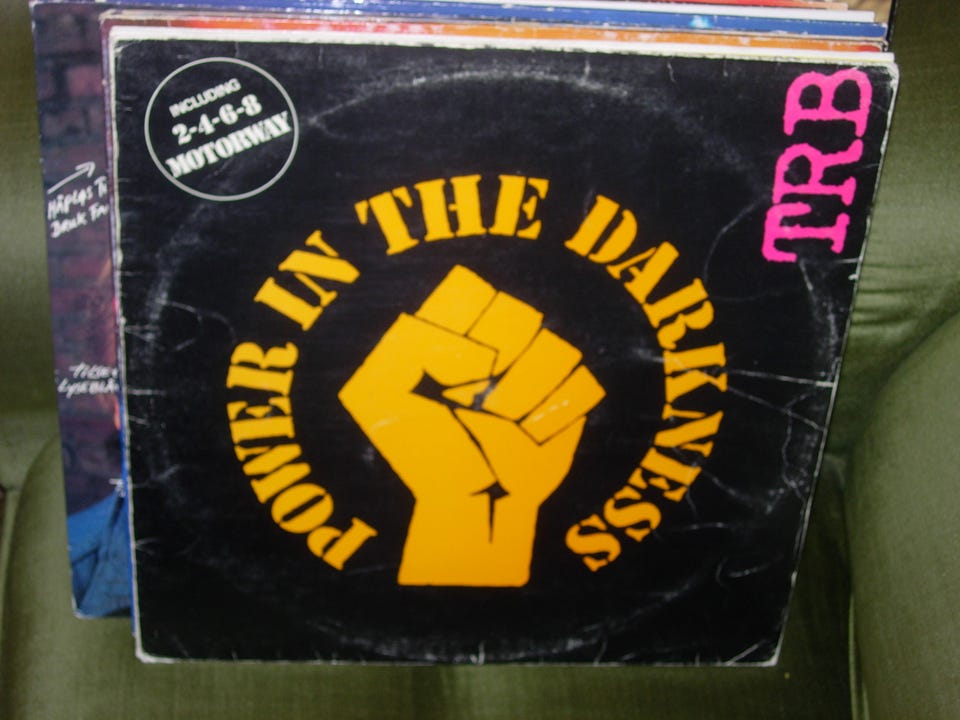 INCLUDING
2-4-6-8
MOTORWAY
TRB
POWER IN THE DARKNESS